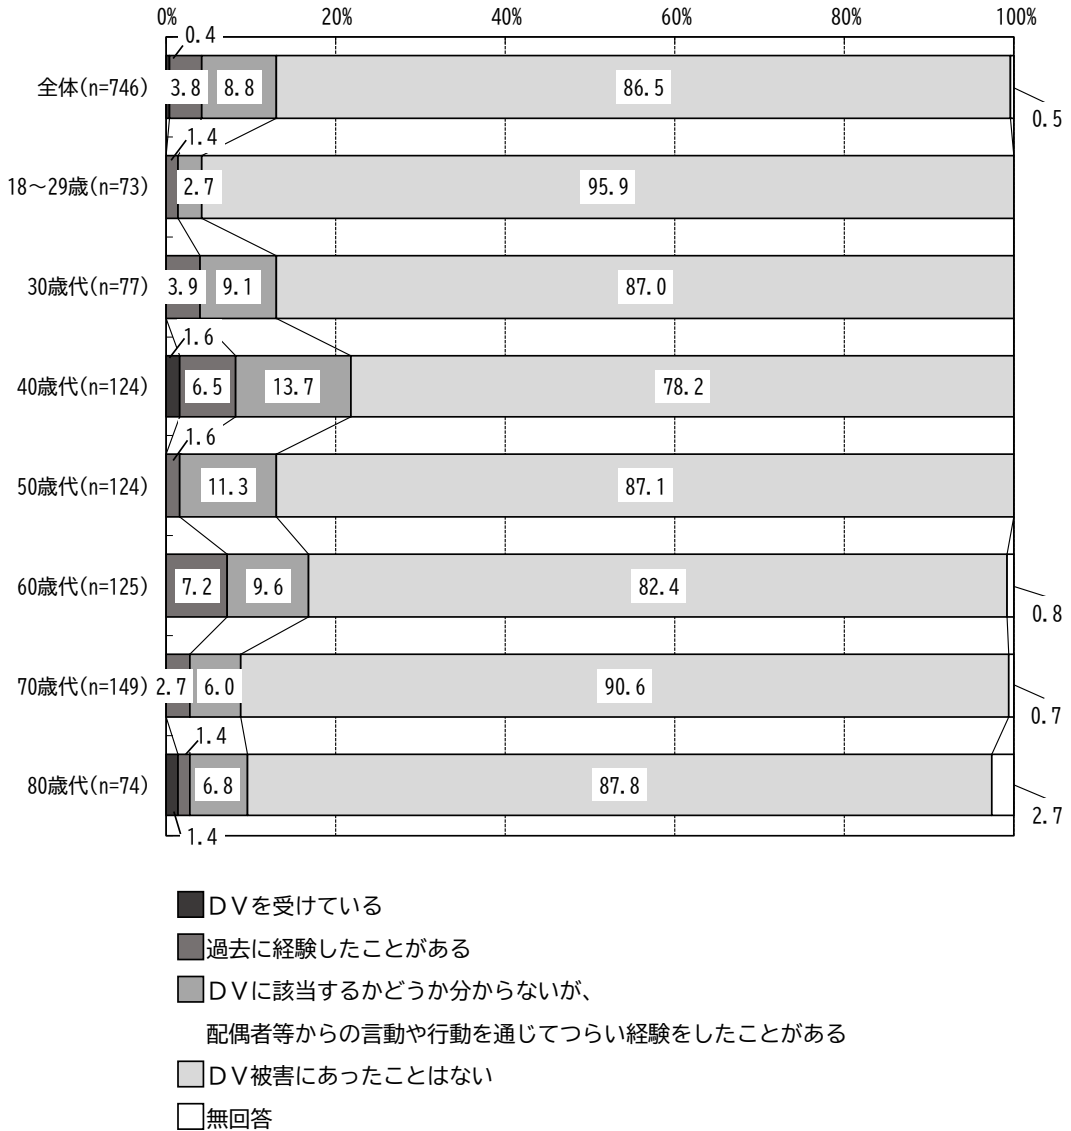 0% 20% 40% 60% 80% 100%
0.4
全体(n=746) 3.8 8.8 86.5 0.5
1.4
18～29歳(n=73) 2.7 95.9
30歳代(n=77) 3.9 9.1 87.0
1.6
40歳代(n=124) 6.5 13.7 78.2
1.6
50歳代(n=124) 11.3 87.1
60歳代(n=125) 7.2 9.6 82.4 0.8
70歳代(n=149) 2.7 6.0 90.6 0.7
1.4
80歳代(n=74) 6.8 87.8 2.7
1.4
ＤＶを受けている
過去に経験したことがある
ＤＶに該当するかどうか分からないが、
配偶者等からの言動や行動を通じてつらい経験をしたことがある
ＤＶ被害にあったことはない
無回答